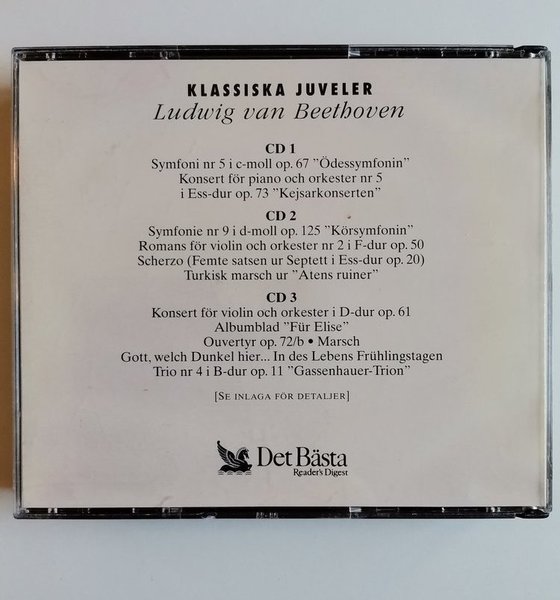 KLASSISKA JUVELER
Ludwig van Beethoven
CD 1
Symfoni nr 5 i c-moll op. 67 ”Ödessymfonin”
Konsert för piano och orkester nr 5
i Ess-dur op. 73 ”Kejsarkonserten”
CD 2
Symfonie nr 9 i d-moll op. 125 ”Körsymfonin”
Romans för violin och orkester nr 2 i F-dur op. 50
Scherzo (Femte satsen ur Septett i Ess-dur op. 20)
Turkisk marsch ur ”Atens ruiner”
CD 3
Konsert för violin och orkester i D-dur op. 61
Albumblad ”Für Elise”
Ouvertyr op. 72/b • Marsch
Gott, welch Dunkel hier... In des Lebens Frühlingstagen
Trio nr 4 i B-dur op. 11 ”Gassenhauer-Trion”
[SE INLAGA FÖR DETALJER]
Det Bästa
Reader's Digest